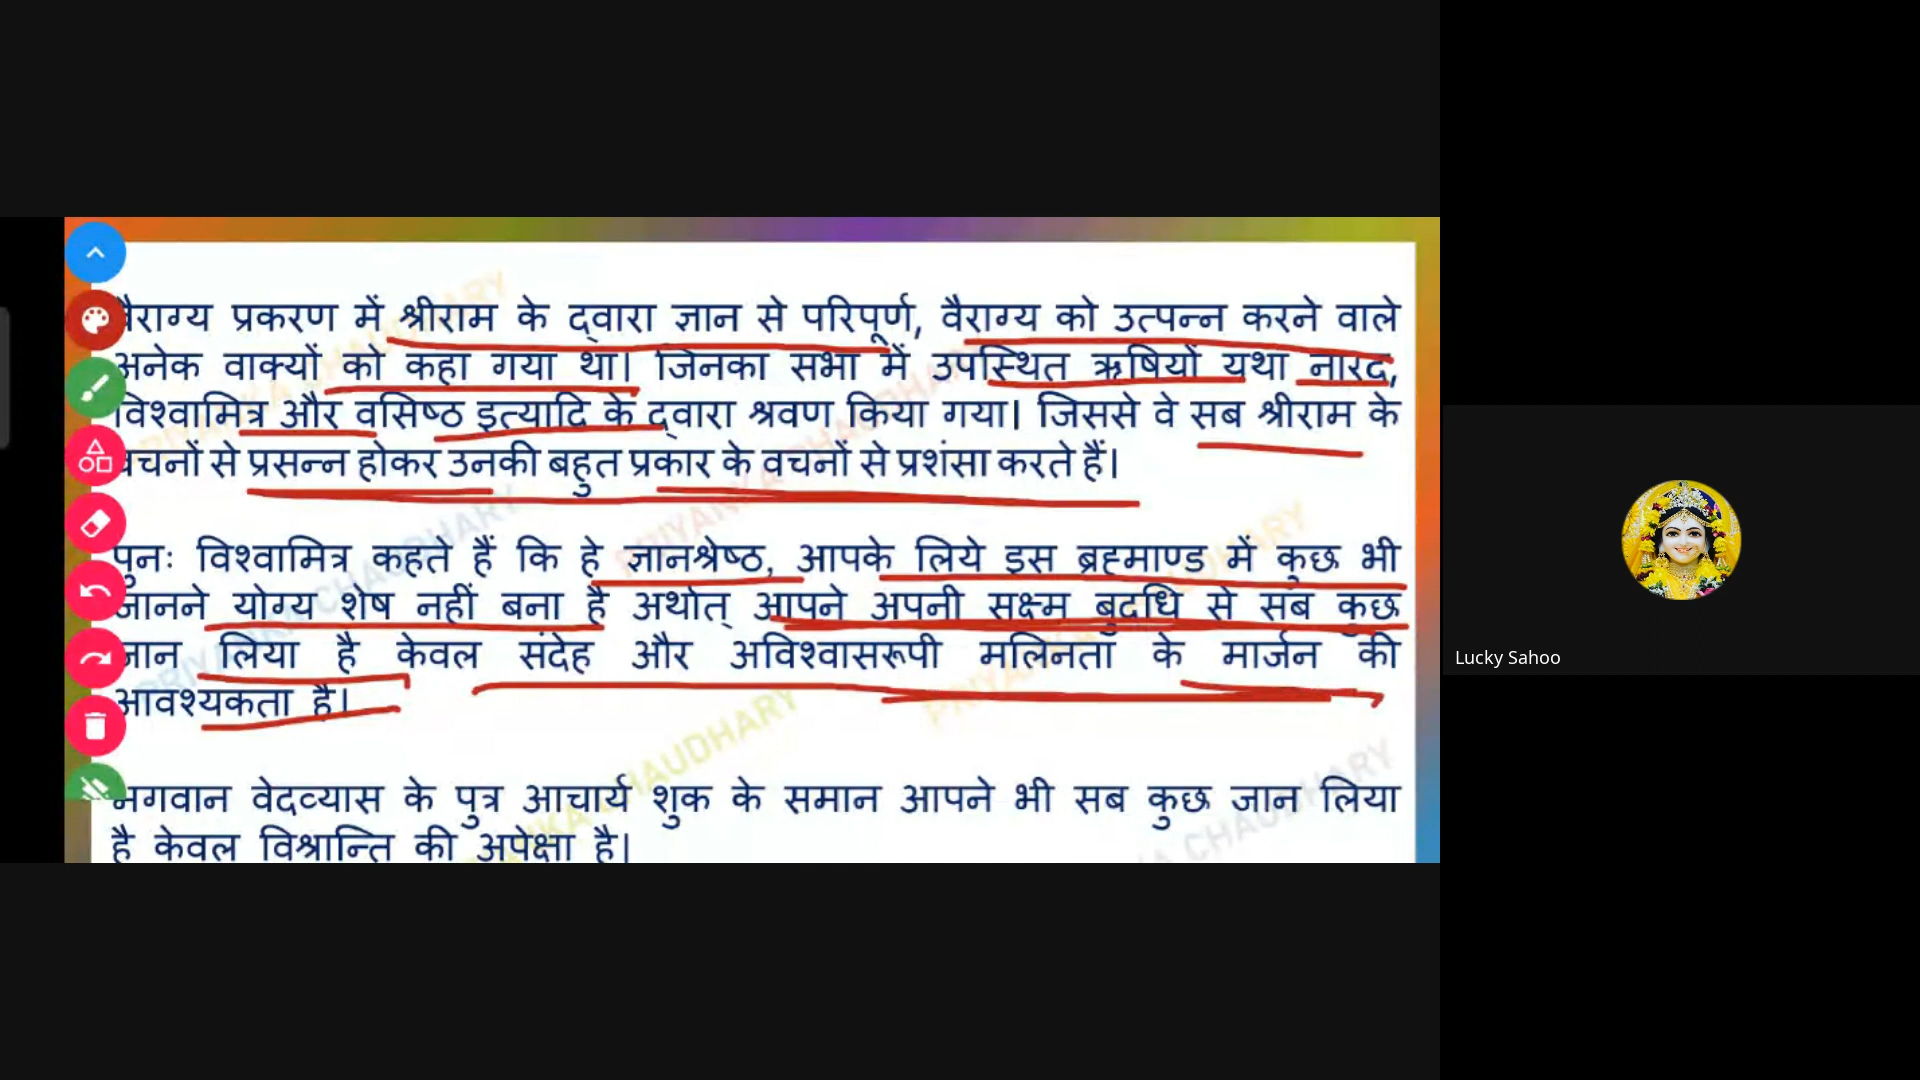 वैराग्य प्रकरण में श्रीराम के द्वारा ज्ञान से परिपूर्ण, वैराग्य को उत्पन्न करने वाले
अनेक वाक्यों को कहा गया था। जिनका सभा में उपस्थित ऋषियों यथा नारद,
विश्वामित्र और वसिष्ठ इत्यादि के द्वारा श्रवण किया गया। जिससे वे सब श्रीराम के
वचनों से प्रसन्न होकर उनकी बहुत प्रकार के वचनों से प्रशंसा करते हैं।
पुनः विश्वामित्र कहते हैं कि हे ज्ञानश्रेष्ठ, आपके लिये इस ब्रह्माण्ड में कुछ भी
जानने योग्य शेष नहीं बना है अर्थात् आपने अपनी सूक्ष्म बुद्धि से सब कुछ
जान लिया है केवल संदेह और अविश्वासरूपी मलिनता के मार्जन की
आवश्यकता है।
भगवान वेदव्यास के पुत्र आचार्य शुक के समान आपने भी सब कुछ जान लिया
है केवल विश्रान्ति की अपेक्षा है।
Lucky Sahoo